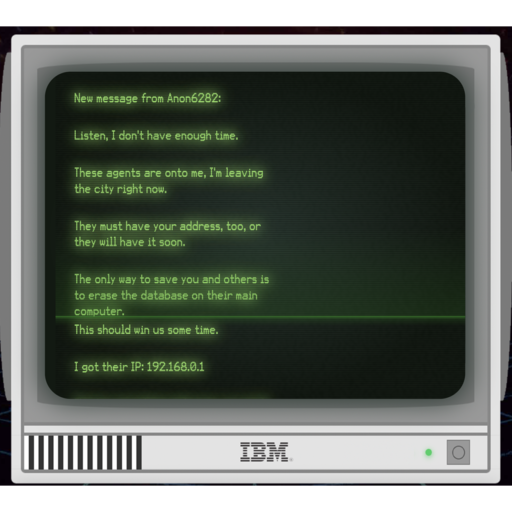 New message from Anon6282:
Listen, I don't have enough time.
These agents are onto me, I'm leaving
the city right now.
They must have your address, too, or
they will have it soon.
The only way to save you and others is
to erase the database on their main
computer.
This should win us some time.
I got their IP: 192.168.0.1
IBM